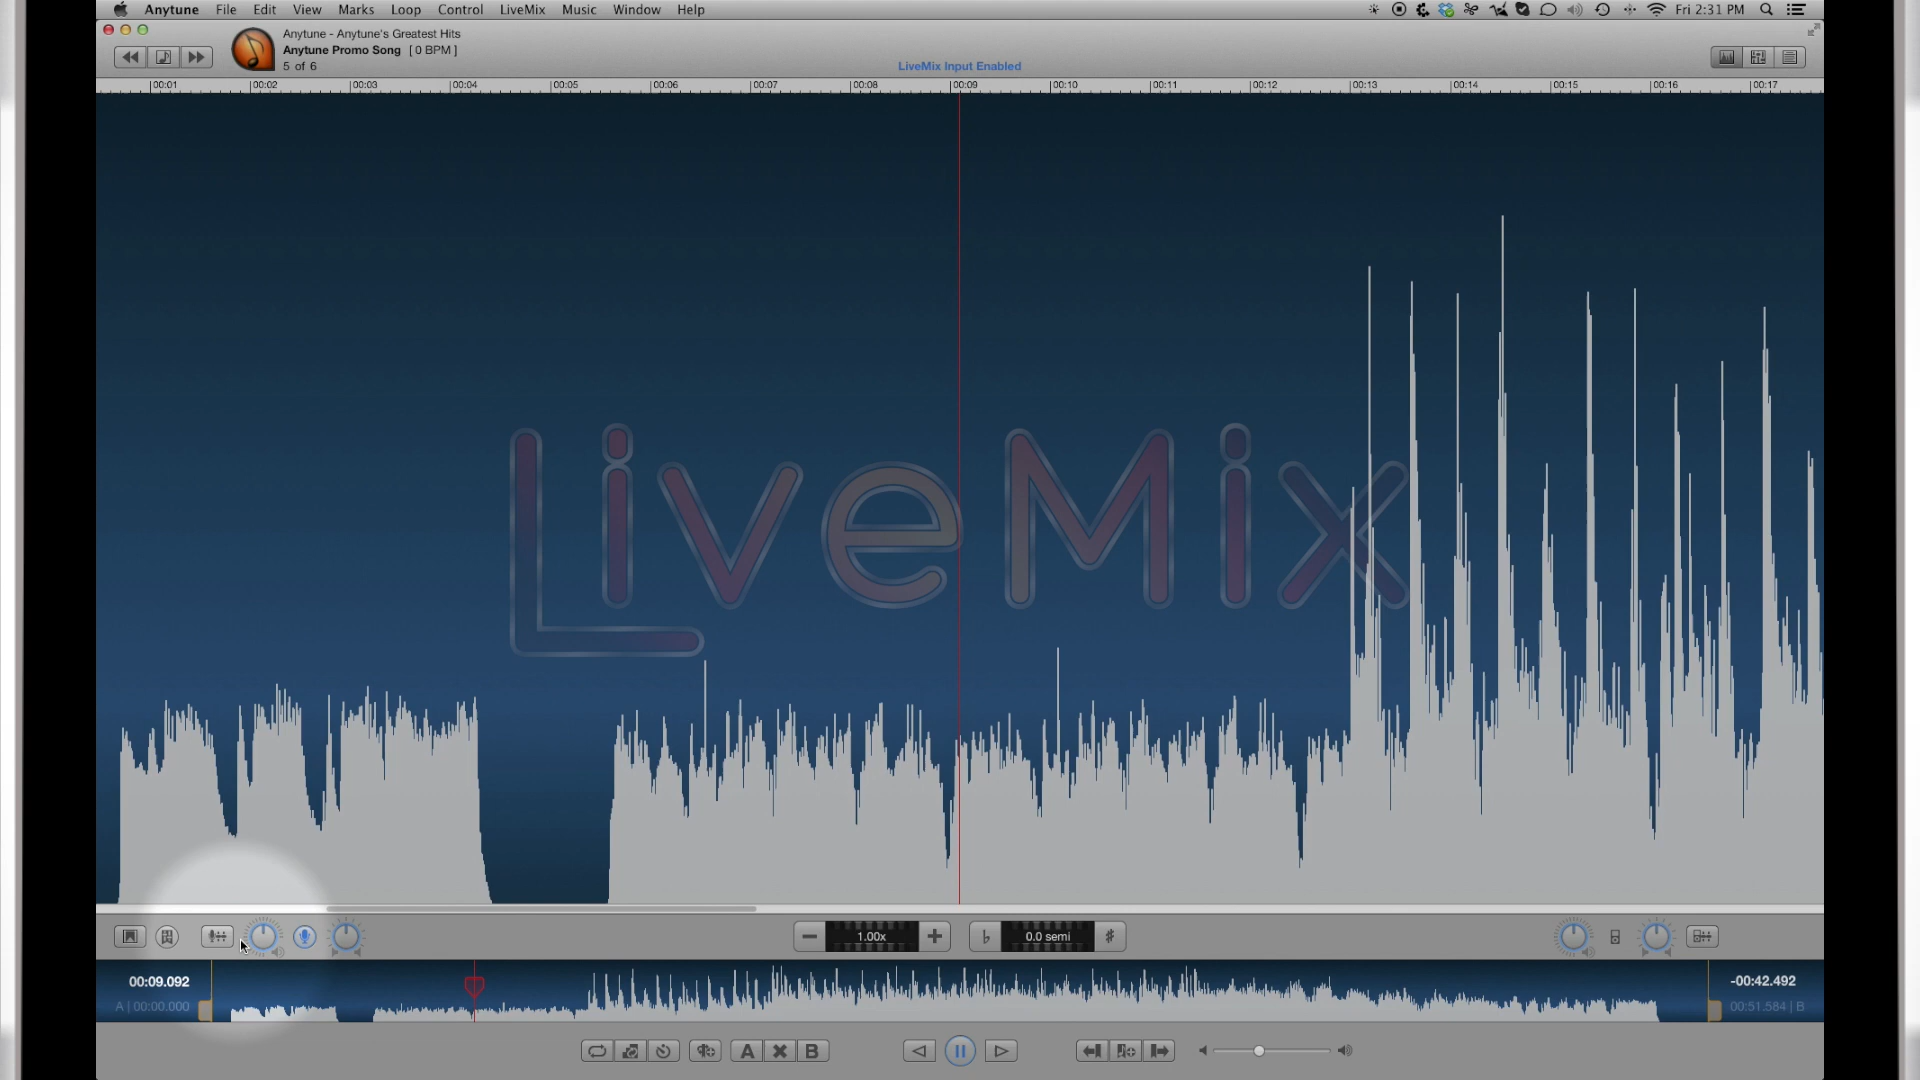 Anytune File Edit View Marks Loop Control LiveMix Music Window Help
Fri 2:31 PM
Anytune - Anytune's Greatest Hits
Anytune Promo Song [ 0 BPM ]
5 of 6
LiveMix Input Enabled
00:01 00:02 00:03 00:04 00:05 00:06 00:07 00:08 00:09 00:10 00:11 00:12 00:13 00:14 00:15 00:16 00:17
LiveMix
1.00x
0.0 semi
00:09.092
-00:42.492
A | 00:00.000
00:51.584 | B
A
B